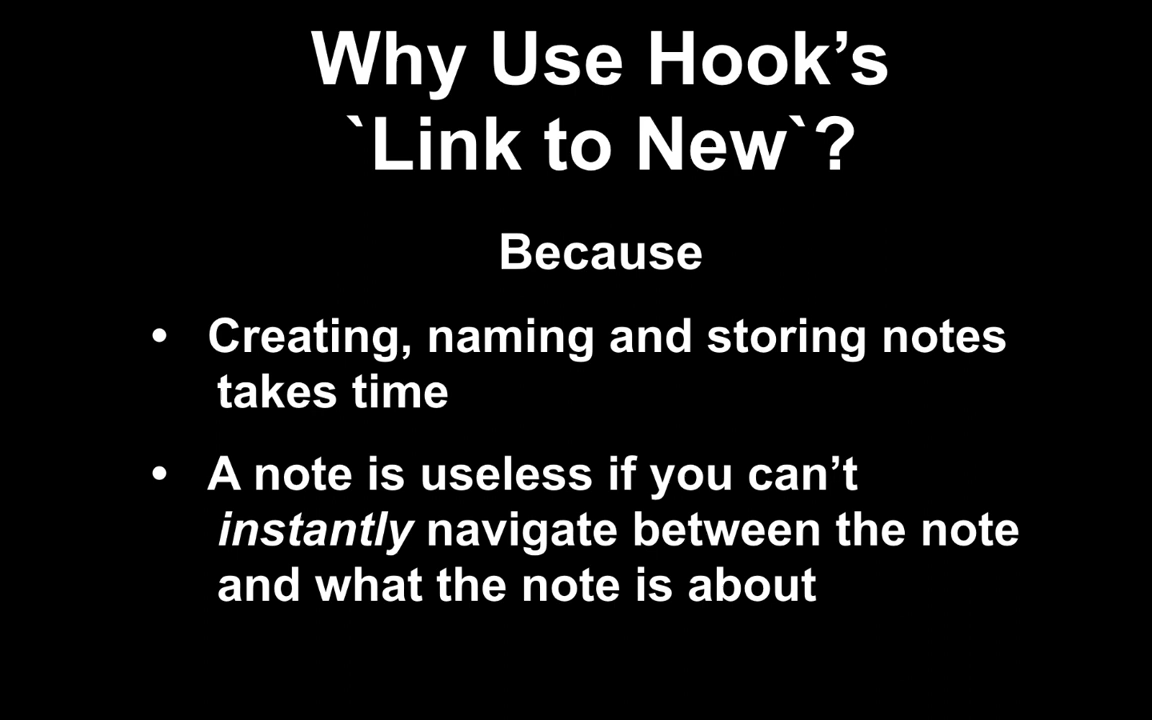 Why Use Hook’s
`Link to New`?
Because
• Creating, naming and storing notes
takes time
• A note is useless if you can’t
instantly navigate between the note
and what the note is about